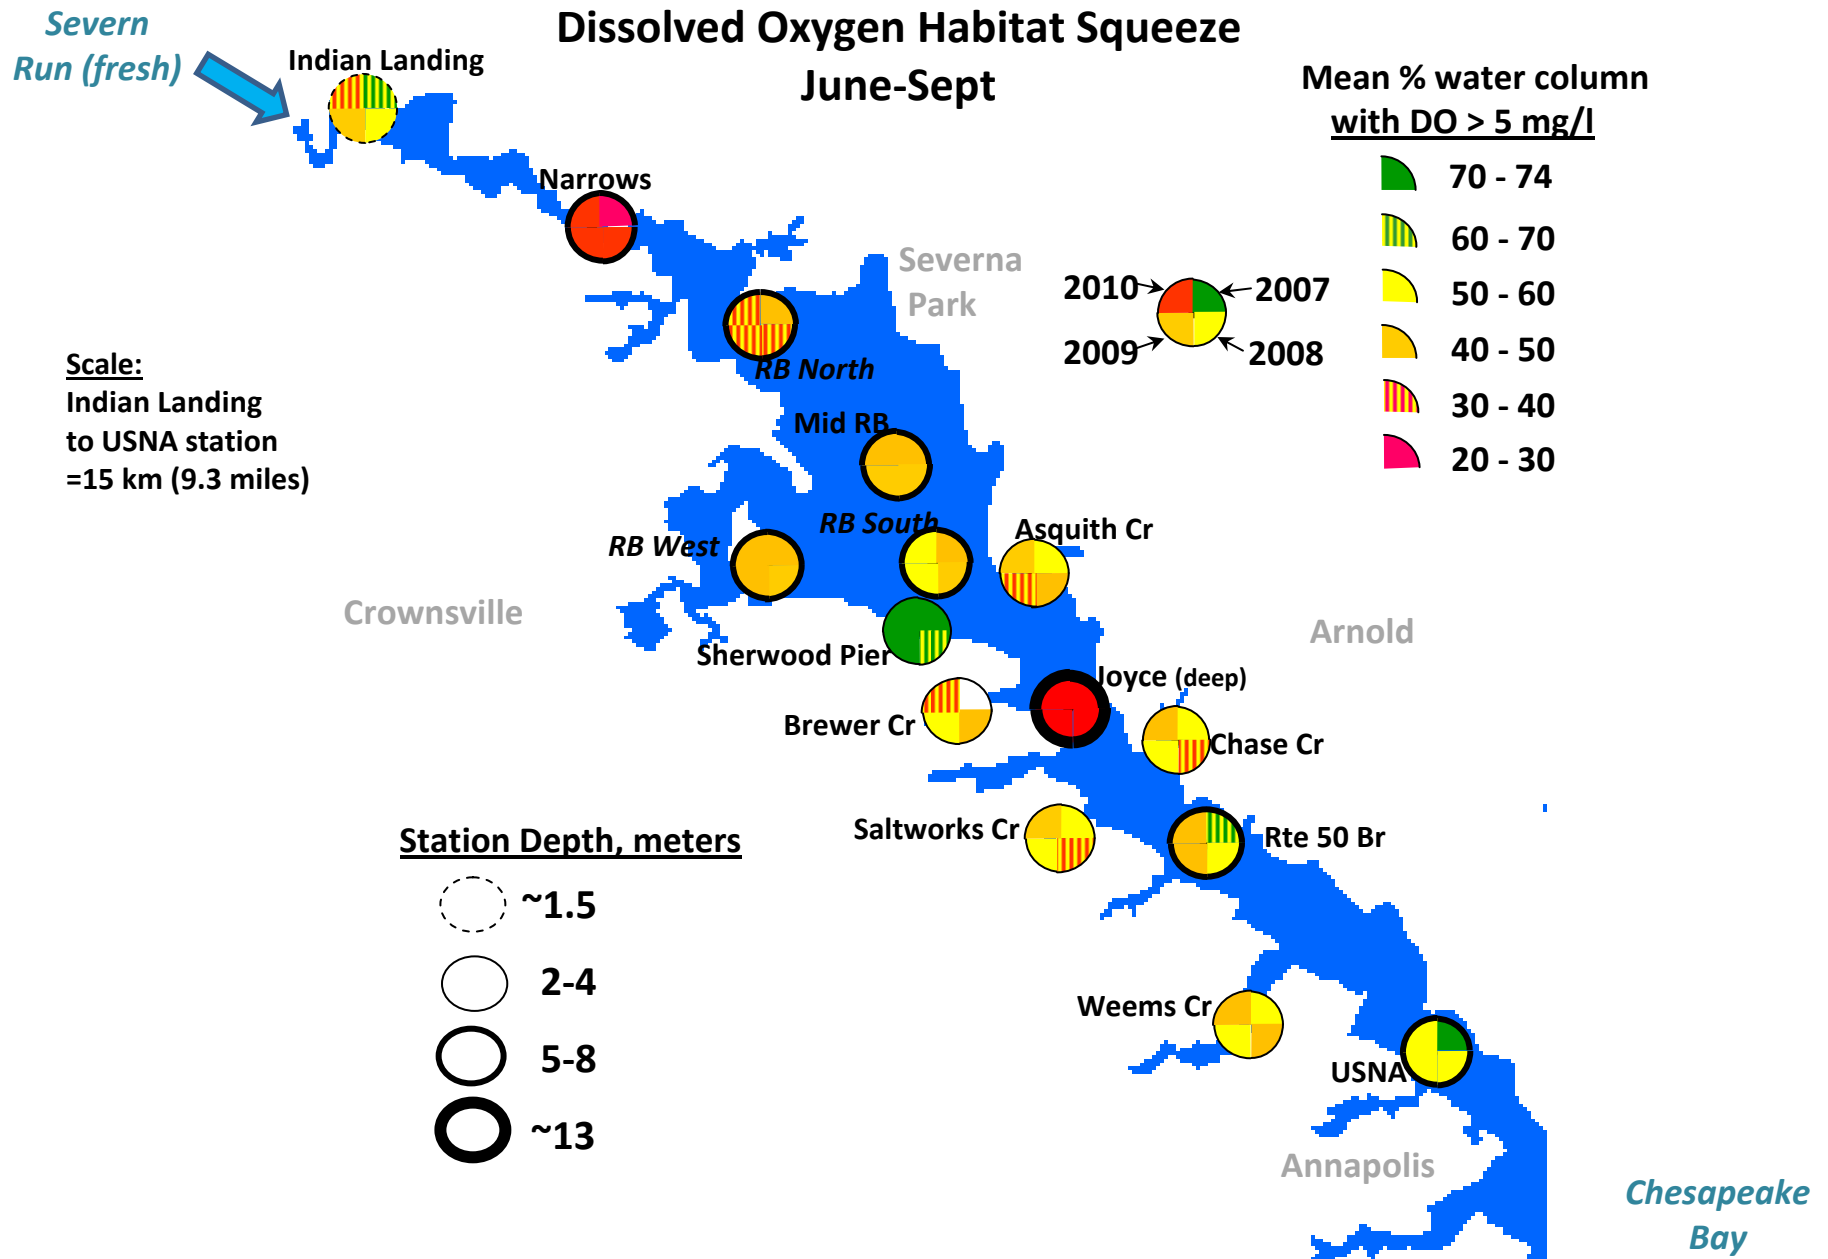 Dissolved Oxygen Habitat Squeeze
June-Sept
Severn
Run (fresh)
Indian Landing
Narrows
Severna
Park
RB North
Mid RB
RB South
RB West
Asquith Cr
Crownsville
Sherwood Pier
Arnold
Joyce (deep)
Brewer Cr
Chase Cr
Saltworks Cr
Rte 50 Br
Weems Cr
USNA
Annapolis
Chesapeake
Bay
Scale:
Indian Landing
to USNA station
=15 km (9.3 miles)
Mean % water column
with DO > 5 mg/l
70 - 74
60 - 70
50 - 60
40 - 50
30 - 40
20 - 30
2010
2007
2009
2008
Station Depth, meters
~1.5
2-4
5-8
~13